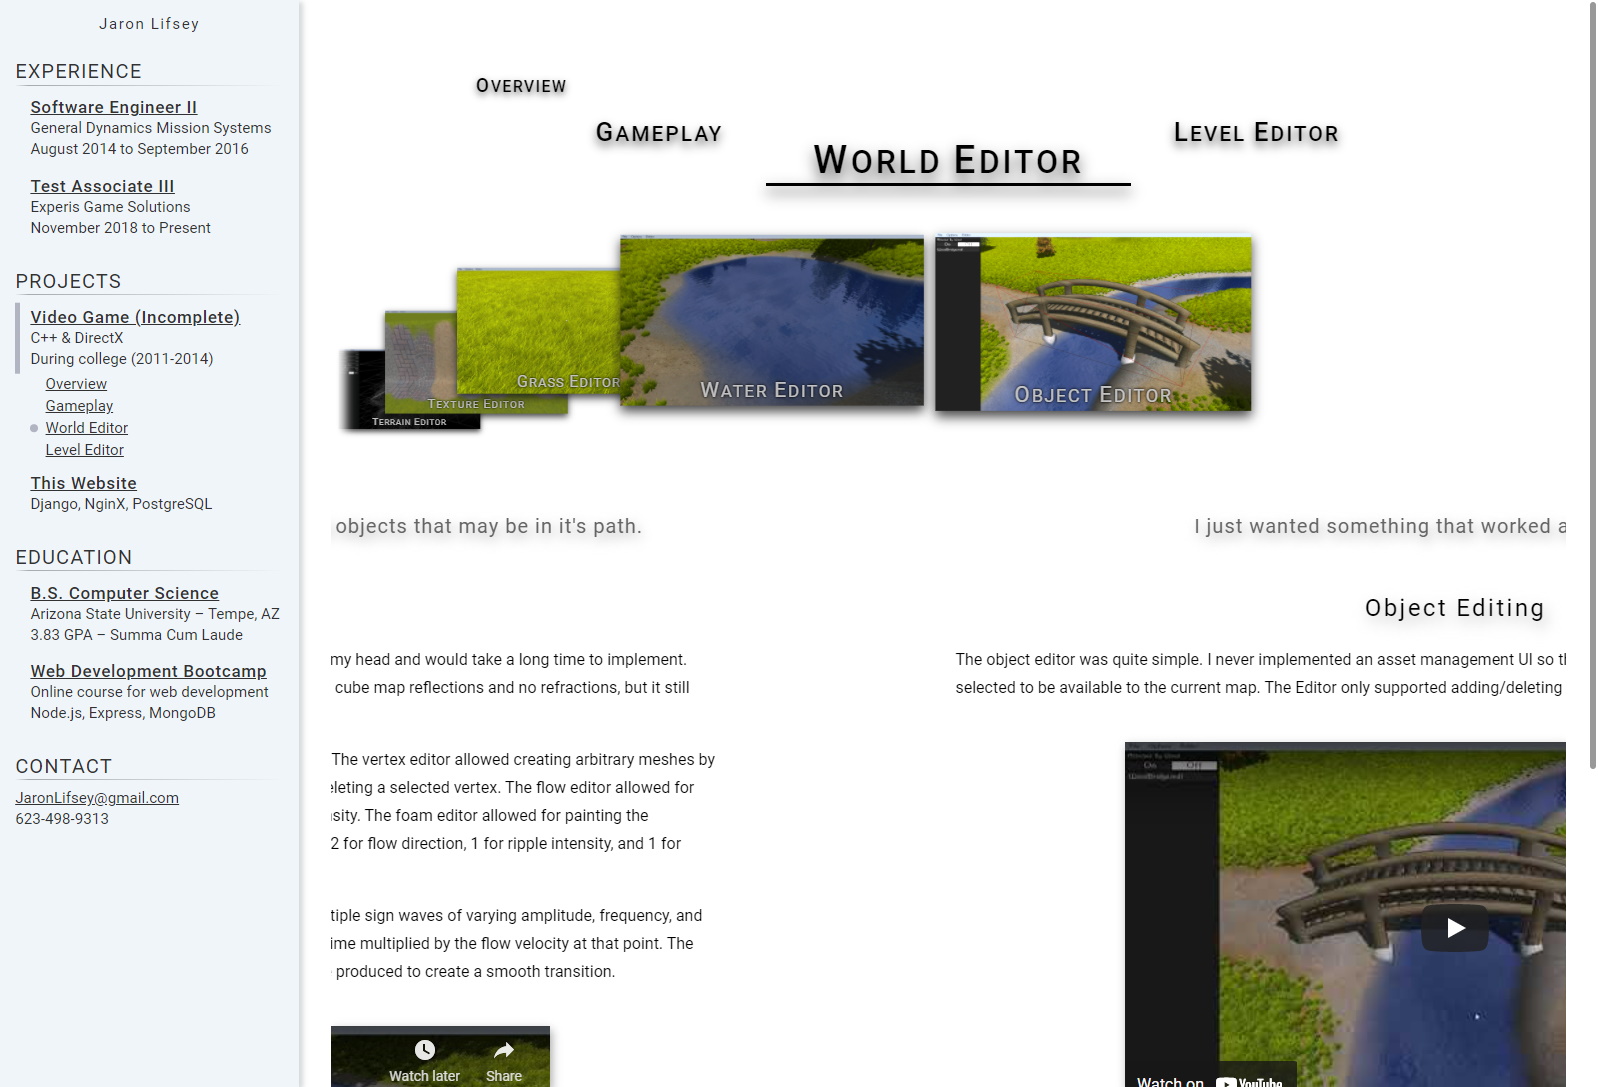 Jaron Lifsey
EXPERIENCE
Software Engineer II
General Dynamics Mission Systems
August 2014 to September 2016
Test Associate III
Experis Game Solutions
November 2018 to Present
PROJECTS
Video Game (Incomplete)
C++ & DirectX
During college (2011-2014)
Overview
Gameplay
World Editor
Level Editor
This Website
Django, NginX, PostgreSQL
EDUCATION
B.S. Computer Science
Arizona State University – Tempe, AZ
3.83 GPA – Summa Cum Laude
Web Development Bootcamp
Online course for web development
Node.js, Express, MongoDB
CONTACT
JaronLifsey@gmail.com
623-498-9313
Overview
Gameplay
World Editor
Level Editor
Terrain Editor
Texture Editor
Grass Editor
Water Editor
Object Editor
objects that may be in it's path.
my head and would take a long time to implement.
cube map reflections and no refractions, but it still
The vertex editor allowed creating arbitrary meshes by
eleting a selected vertex. The flow editor allowed for
sity. The foam editor allowed for painting the
2 for flow direction, 1 for ripple intensity, and 1 for
tiple sign waves of varying amplitude, frequency, and
ime multiplied by the flow velocity at that point. The
produced to create a smooth transition.
Watch later
Share
I just wanted something that worked a
Object Editing
The object editor was quite simple. I never implemented an asset management UI so th
selected to be available to the current map. The Editor only supported adding/deleting
On Off
Watch on YouTube